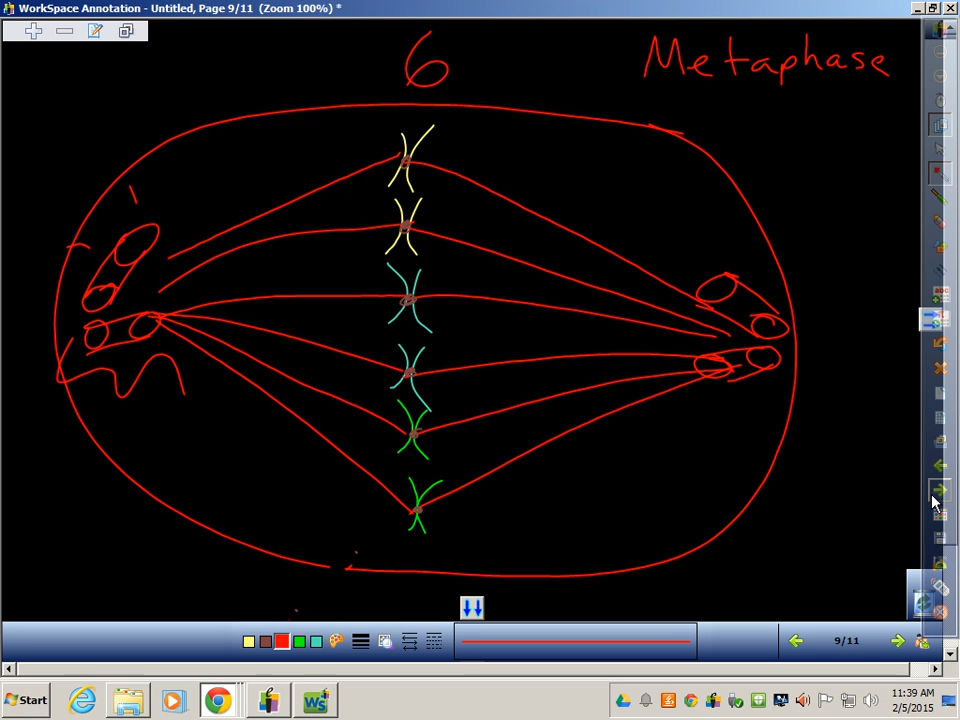 WorkSpace Annotation - Untitled, Page 9/11 (Zoom 100%) *
6
Metaphase
abc
9/11
Start
11:39 AM
2/5/2015